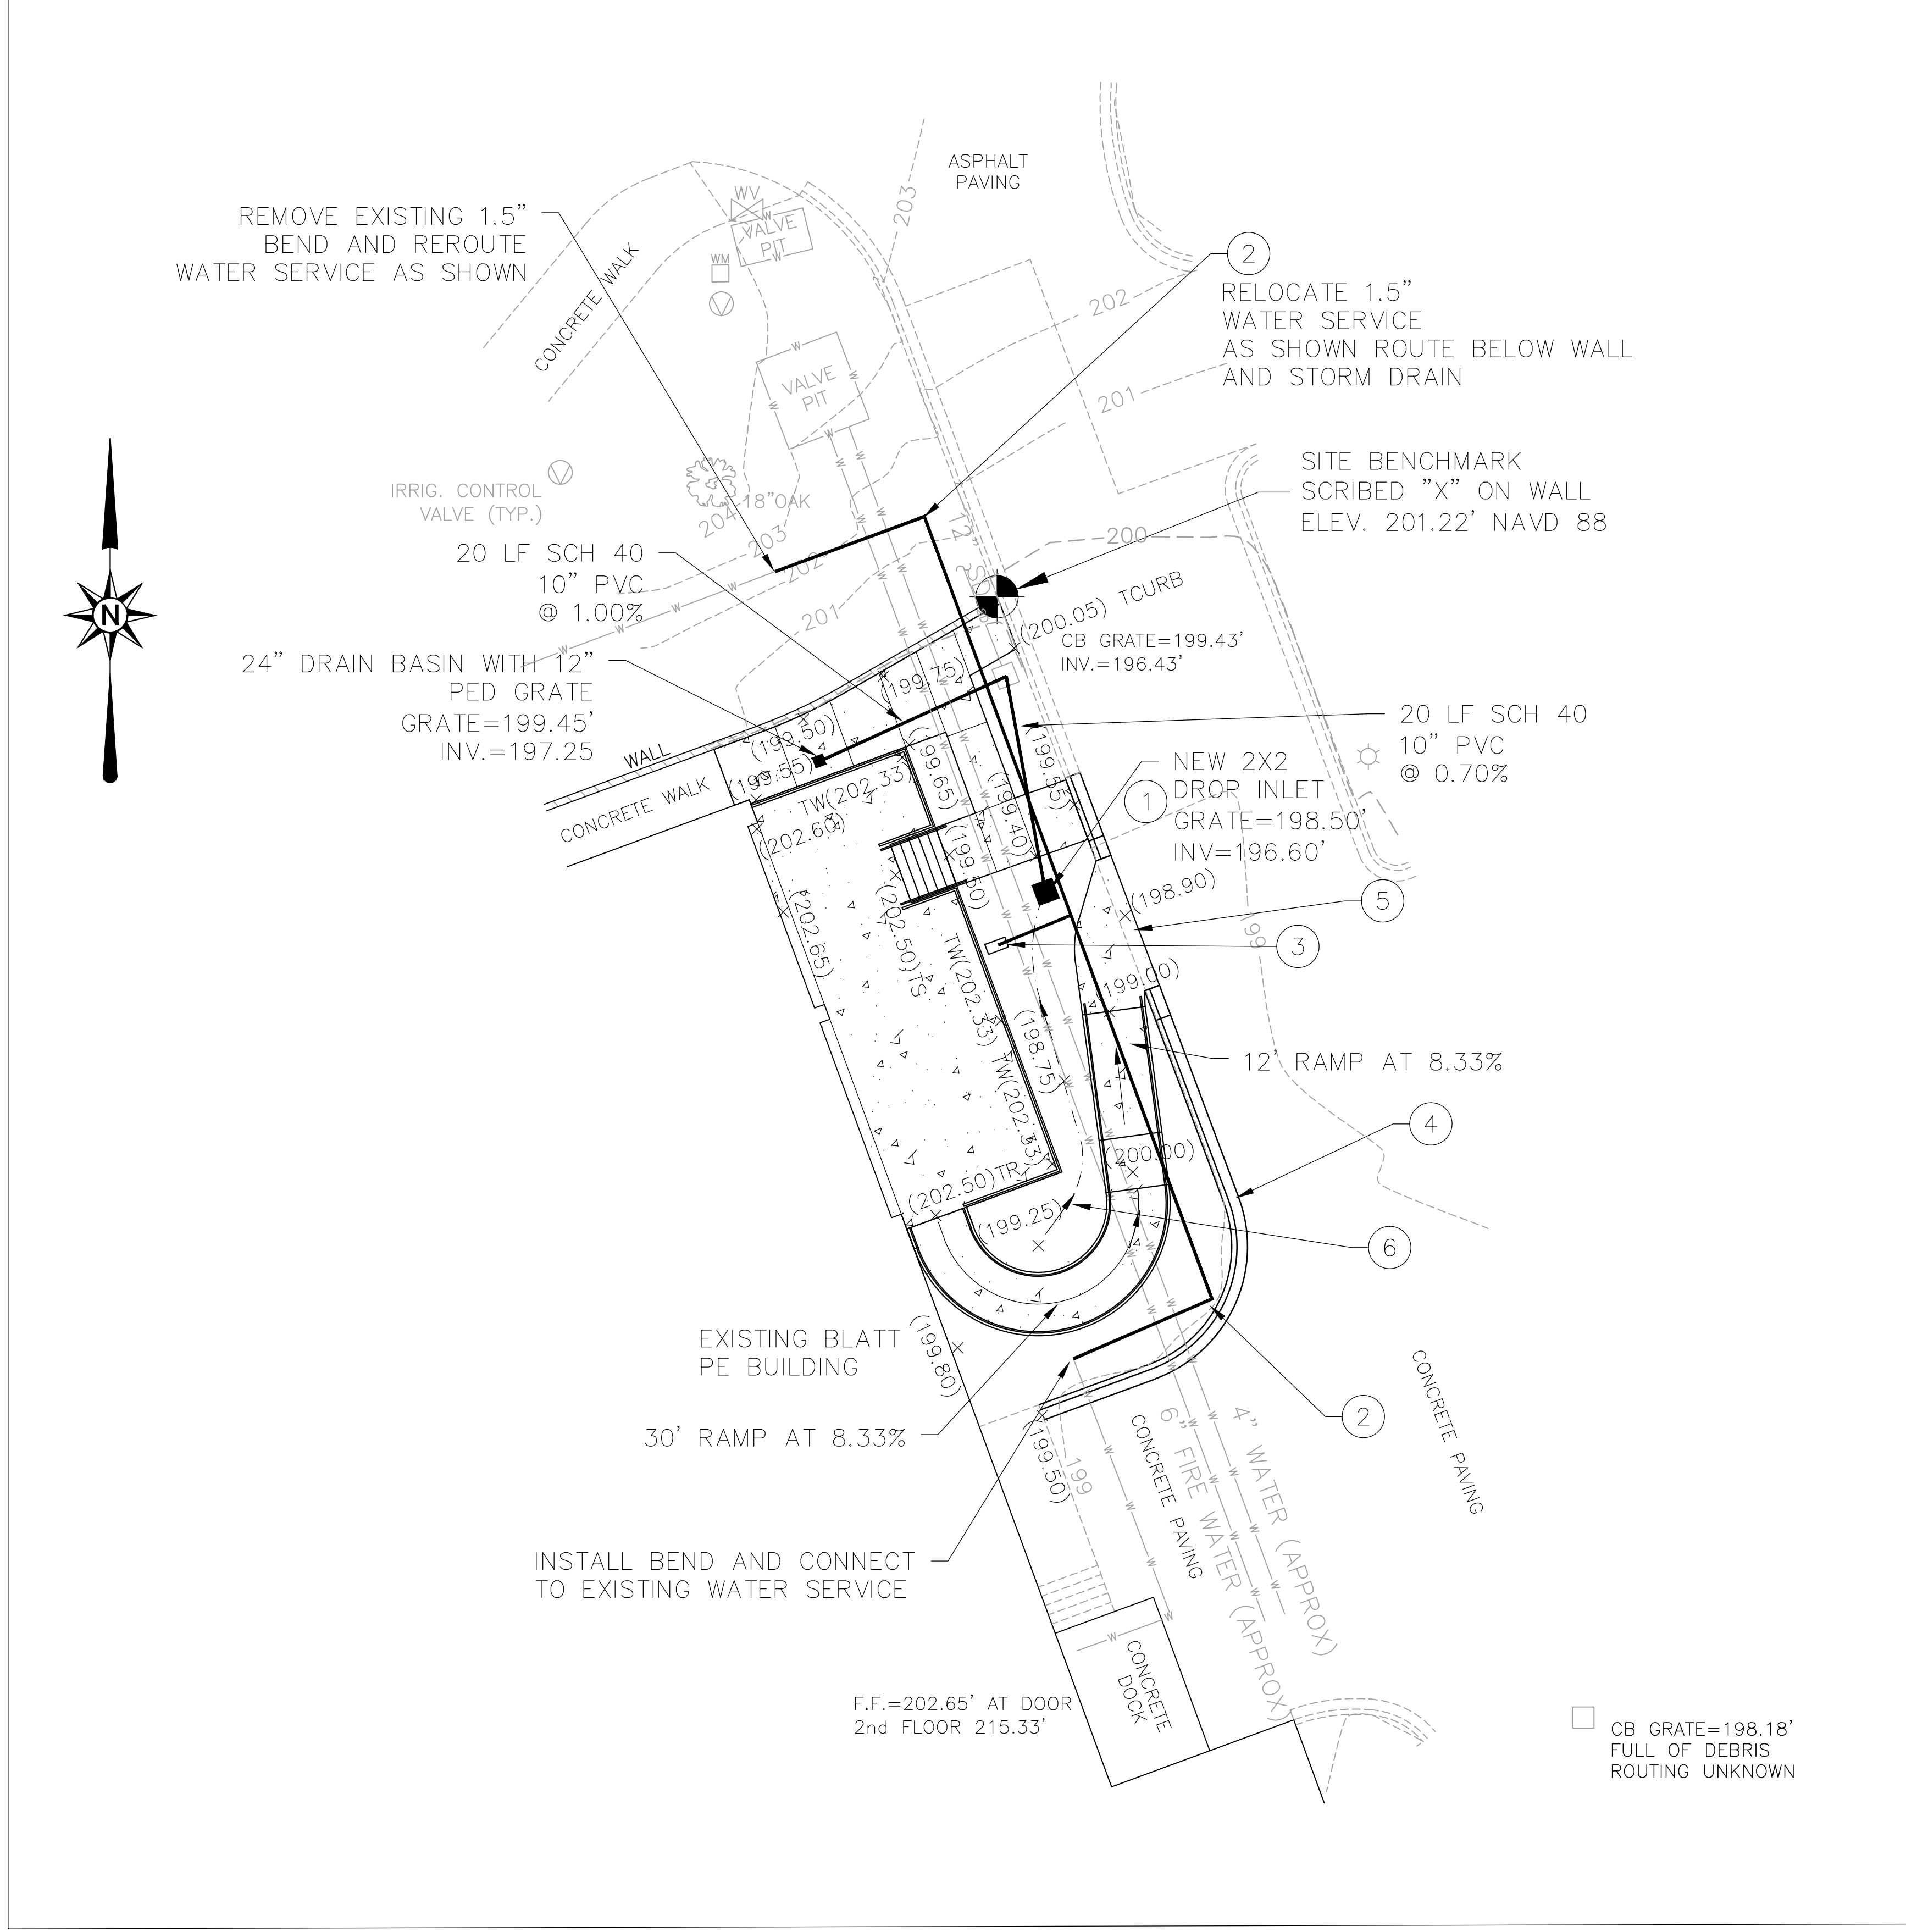 ASPHALT
PAVING
203
WV
VALVE
PIT
W
W
WM
REMOVE EXISTING 1.5"
BEND AND REROUTE
WATER SERVICE AS SHOWN
CONCRETE WALK
2
RELOCATE 1.5"
WATER SERVICE
AS SHOWN ROUTE BELOW WALL
AND STORM DRAIN
202
201
VALVE
PIT
SITE BENCHMARK
SCRIBED "X" ON WALL
ELEV. 201.22' NAVD 88
IRRIG. CONTROL
VALVE (TYP.)
18"OAK
204
203
202
201
12" SD
200
20 LF SCH 40
10" PVC
@ 1.00%
N
(200.05) TCURB
CB GRATE=199.43'
INV.=196.43'
24" DRAIN BASIN WITH 12"
PED GRATE
GRATE=199.45'
INV.=197.25
WALL
CONCRETE WALK
(199.75)
(199.50)
(199.55)
(199.65)
(199.55)
(199.40)
(199.50)
TW(202.33)
(202.60)
20 LF SCH 40
10" PVC
@ 0.70%
NEW 2X2
1
DROP INLET
GRATE=198.50'
INV=196.60'
(198.90)
5
199
3
(202.65)
(202.50)TS
TW(202.33)
TW(202.33)
(198.75)
(199.00)
12' RAMP AT 8.33%
4
(200.00)
(202.50)TR
(199.25)
6
EXISTING BLATT
PE BUILDING
(199.80)
30' RAMP AT 8.33%
2
(199.50)
199
CONCRETE PAVING
6" FIRE WATER (APPROX)
4" WATER (APPROX)
CONCRETE PAVING
INSTALL BEND AND CONNECT
TO EXISTING WATER SERVICE
CONCRETE
DOCK
F.F.=202.65' AT DOOR
2nd FLOOR 215.33'
CB GRATE=198.18'
FULL OF DEBRIS
ROUTING UNKNOWN